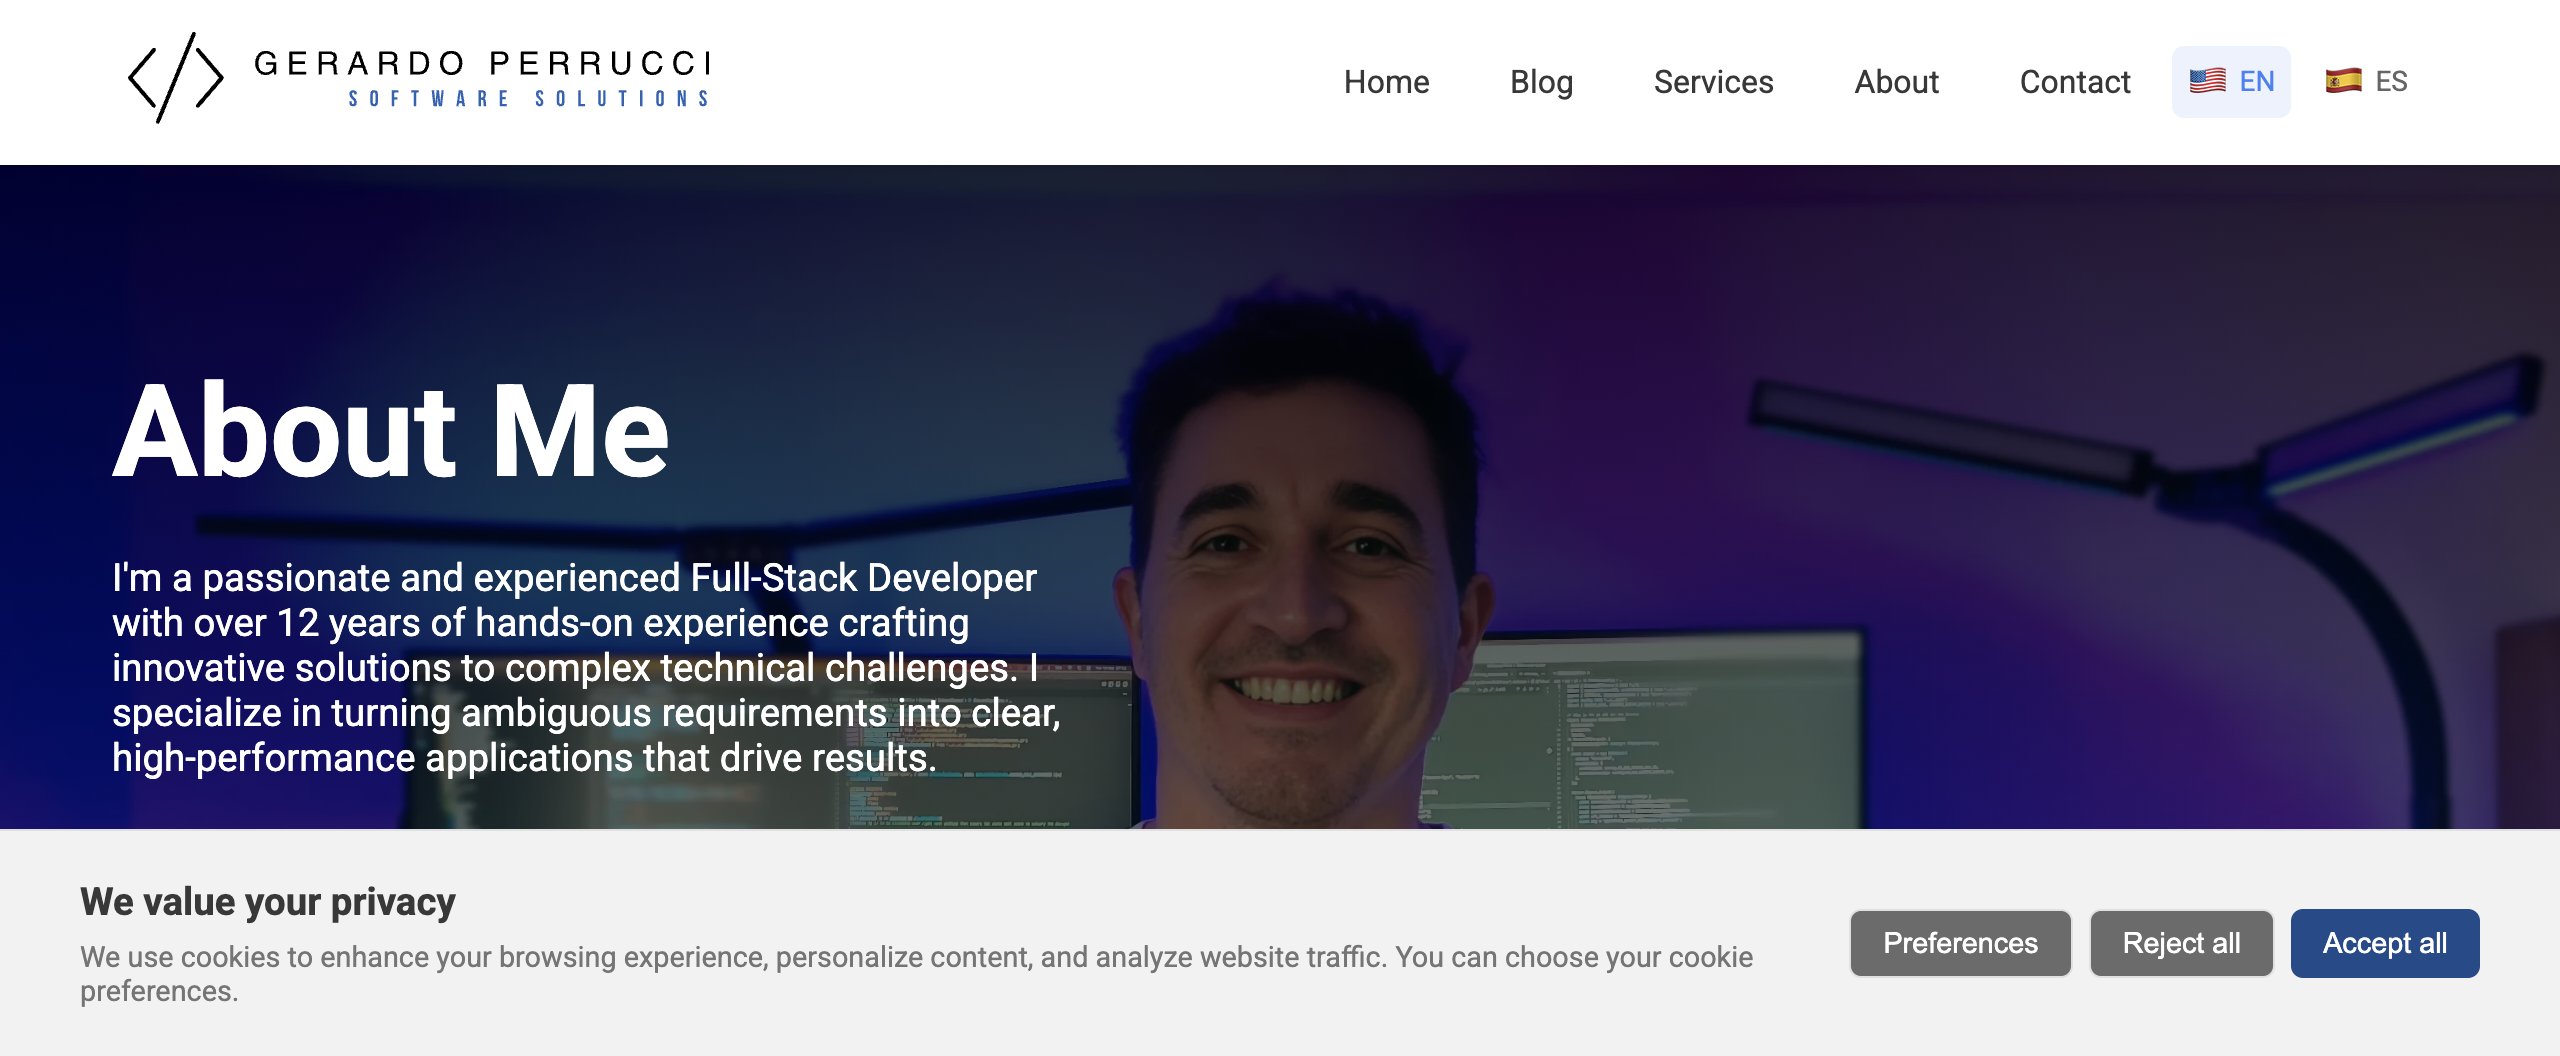 GERARDO PERRUCCI
SOFTWARE SOLUTIONS
Home Blog Services About Contact 🇺🇸 EN 🇪🇸 ES
About Me
I'm a passionate and experienced Full-Stack Developer
with over 12 years of hands-on experience crafting
innovative solutions to complex technical challenges. I
specialize in turning ambiguous requirements into clear,
high-performance applications that drive results.
We value your privacy
We use cookies to enhance your browsing experience, personalize content, and analyze website traffic. You can choose your cookie
preferences.
Preferences Reject all Accept all